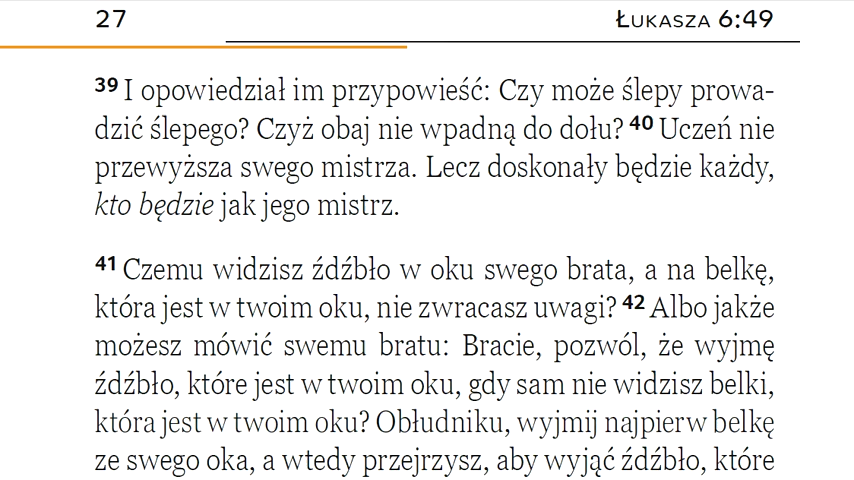 27
Łukasza 6:49
39 I opowiedział im przypowieść: Czy może ślepy prowa-
dzić ślepego? Czyż obaj nie wpadną do dołu? 40 Uczeń nie
przewyższa swego mistrza. Lecz doskonały będzie każdy,
kto będzie jak jego mistrz.
41 Czemu widzisz źdźbło w oku swego brata, a na belkę,
która jest w twoim oku, nie zwracasz uwagi? 42 Albo jakże
możesz mówić swemu bratu: Bracie, pozwól, że wyjmę
źdźbło, które jest w twoim oku, gdy sam nie widzisz belki,
która jest w twoim oku? Obłudniku, wyjmij najpierw belkę
ze swego oka, a wtedy przejrzysz, aby wyjąć źdźbło, które